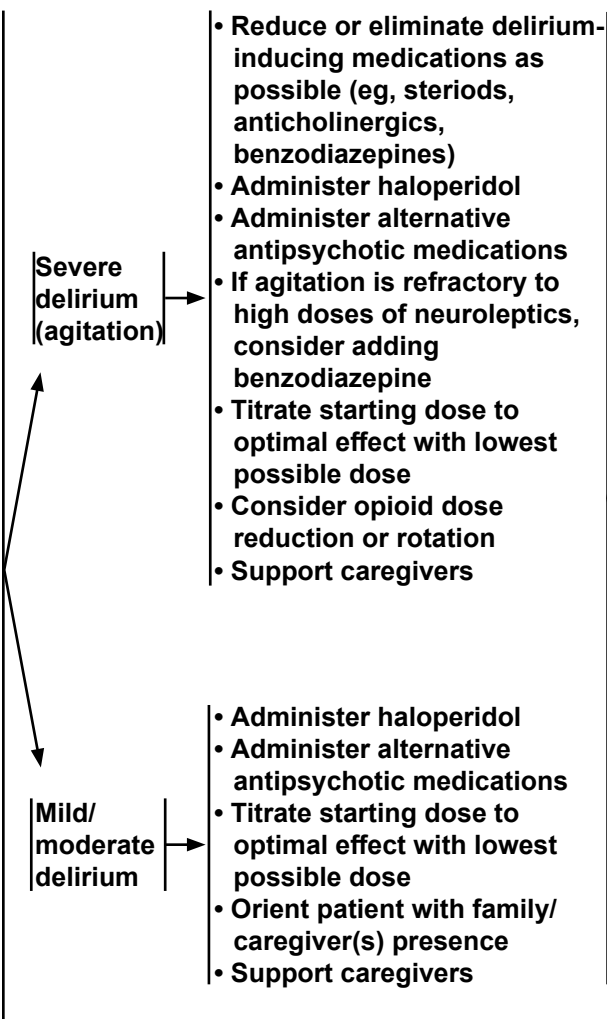 Severe
delirium
(agitation)
• Reduce or eliminate delirium-
inducing medications as
possible (eg, steriods,
anticholinergics,
benzodiazepines)
• Administer haloperidol
• Administer alternative
antipsychotic medications
• If agitation is refractory to
high doses of neuroleptics,
consider adding
benzodiazepine
• Titrate starting dose to
optimal effect with lowest
possible dose
• Consider opioid dose
reduction or rotation
• Support caregivers
Mild/
moderate
delirium
• Administer haloperidol
• Administer alternative
antipsychotic medications
• Titrate starting dose to
optimal effect with lowest
possible dose
• Orient patient with family/
caregiver(s) presence
• Support caregivers